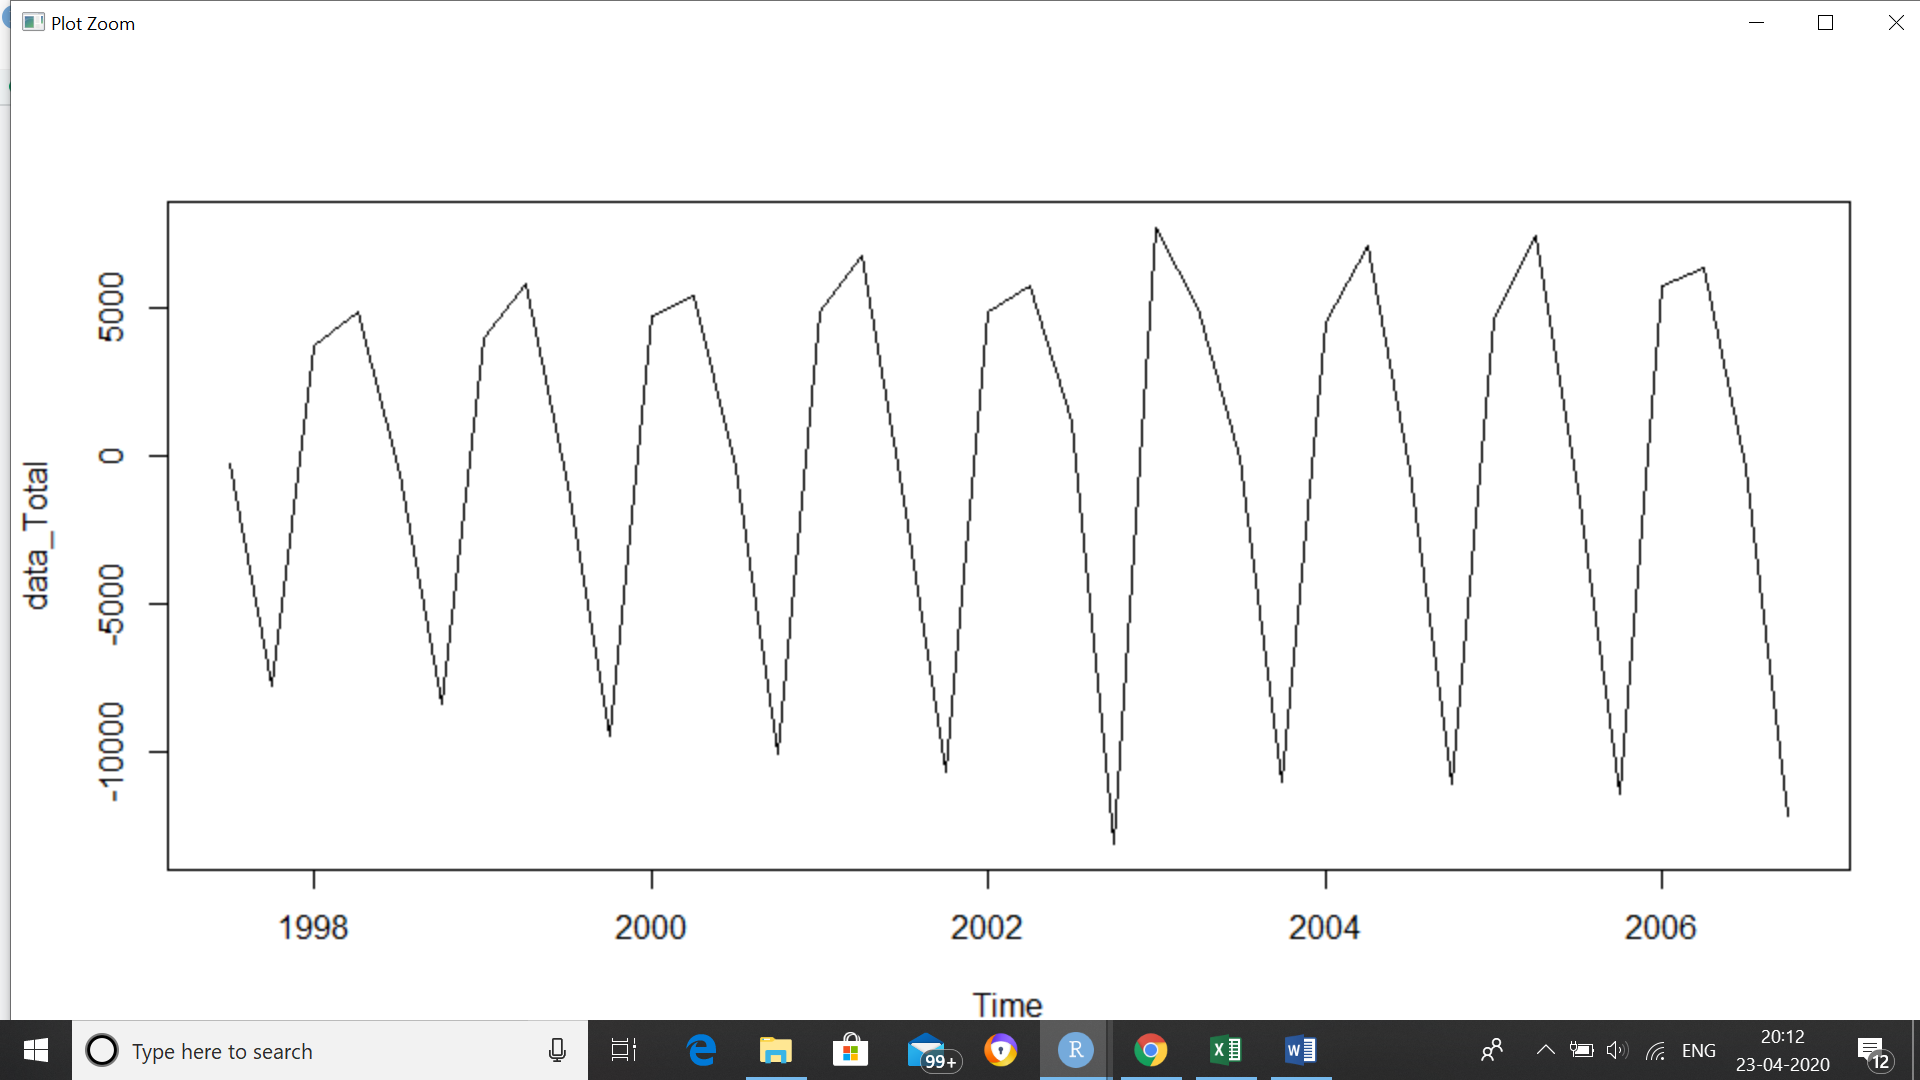 Plot Zoom
data_Total
5000
0
-5000
-10000
1998 2000 2002 2004 2006
Time
Type here to search
99+
R
ENG
20:12
23-04-2020
12